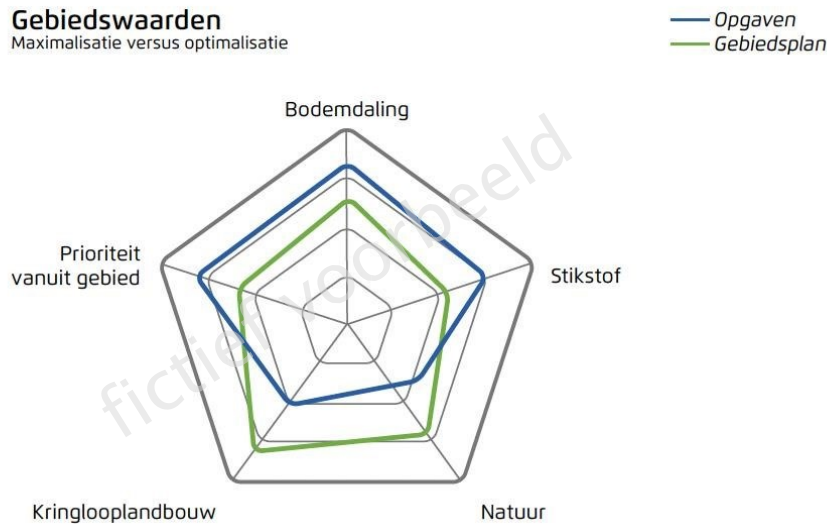 Gebiedswaarden
Maximalisatie versus optimalisatie
Opgaven
Gebiedsplan
Bodemdaling
Prioriteit
vanuit gebied
Stikstof
fictief voorbeeld
Kringlooplandbouw
Natuur